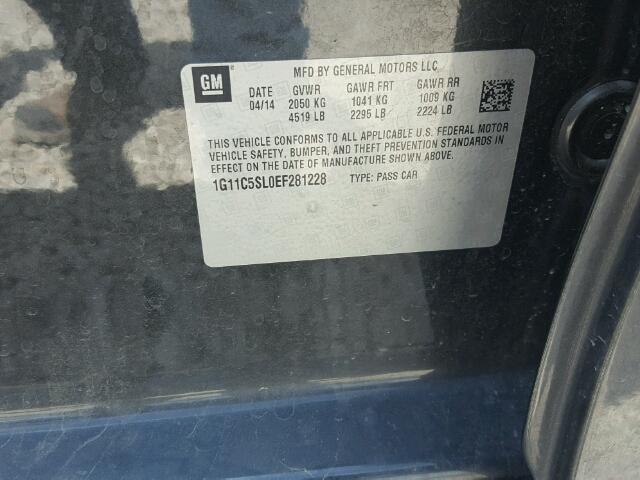 GM
MFD BY GENERAL MOTORS LLC
DATE GVWR GAWR FRT GAWR RR
04/14 2050 KG 1041 KG 1009 KG
4519 LB 2295 LB 2224 LB
THIS VEHICLE CONFORMS TO ALL APPLICABLE U.S. FEDERAL MOTOR
VEHICLE SAFETY, BUMPER, AND THEFT PREVENTION STANDARDS IN
EFFECT ON THE DATE OF MANUFACTURE SHOWN ABOVE.
1G11C5SL0EF281228 TYPE: PASS CAR